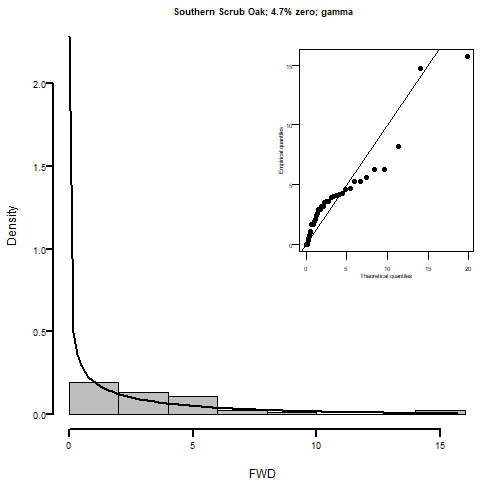 Southern Scrub Oak; 4.7% zero; gamma
Density
2.0
1.5
1.0
0.5
0.0
0 5 10 15
FWD
Empirical quantiles
15
10
5
0
0 5 10 15 20
Theoretical quantiles